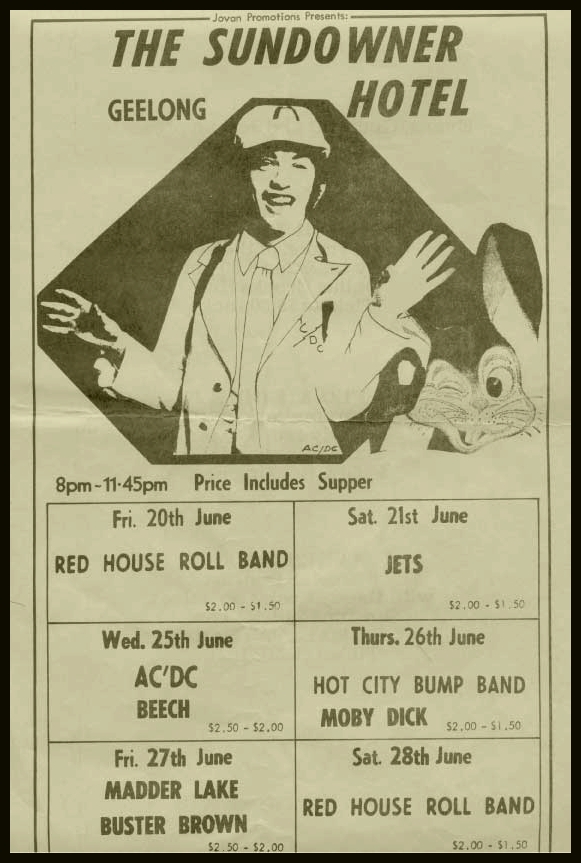 Jovan Promotions Presents:
THE SUNDOWNER
GEELONG
HOTEL
AC/DC
8pm-11·45pm Price Includes Supper
Fri. 20th June
RED HOUSE ROLL BAND
$2.00 - $1.50
Sat. 21st June
JETS
$2.00 - $1.50
Wed. 25th June
AC'DC
BEECH
$2.50 - $2.00
Thurs. 26th June
HOT CITY BUMP BAND
MOBY DICK $2.00 - $1.50
Fri. 27th June
MADDER LAKE
BUSTER BROWN
$2.50 - $2.00
Sat. 28th June
RED HOUSE ROLL BAND
$2.00 - $1.50